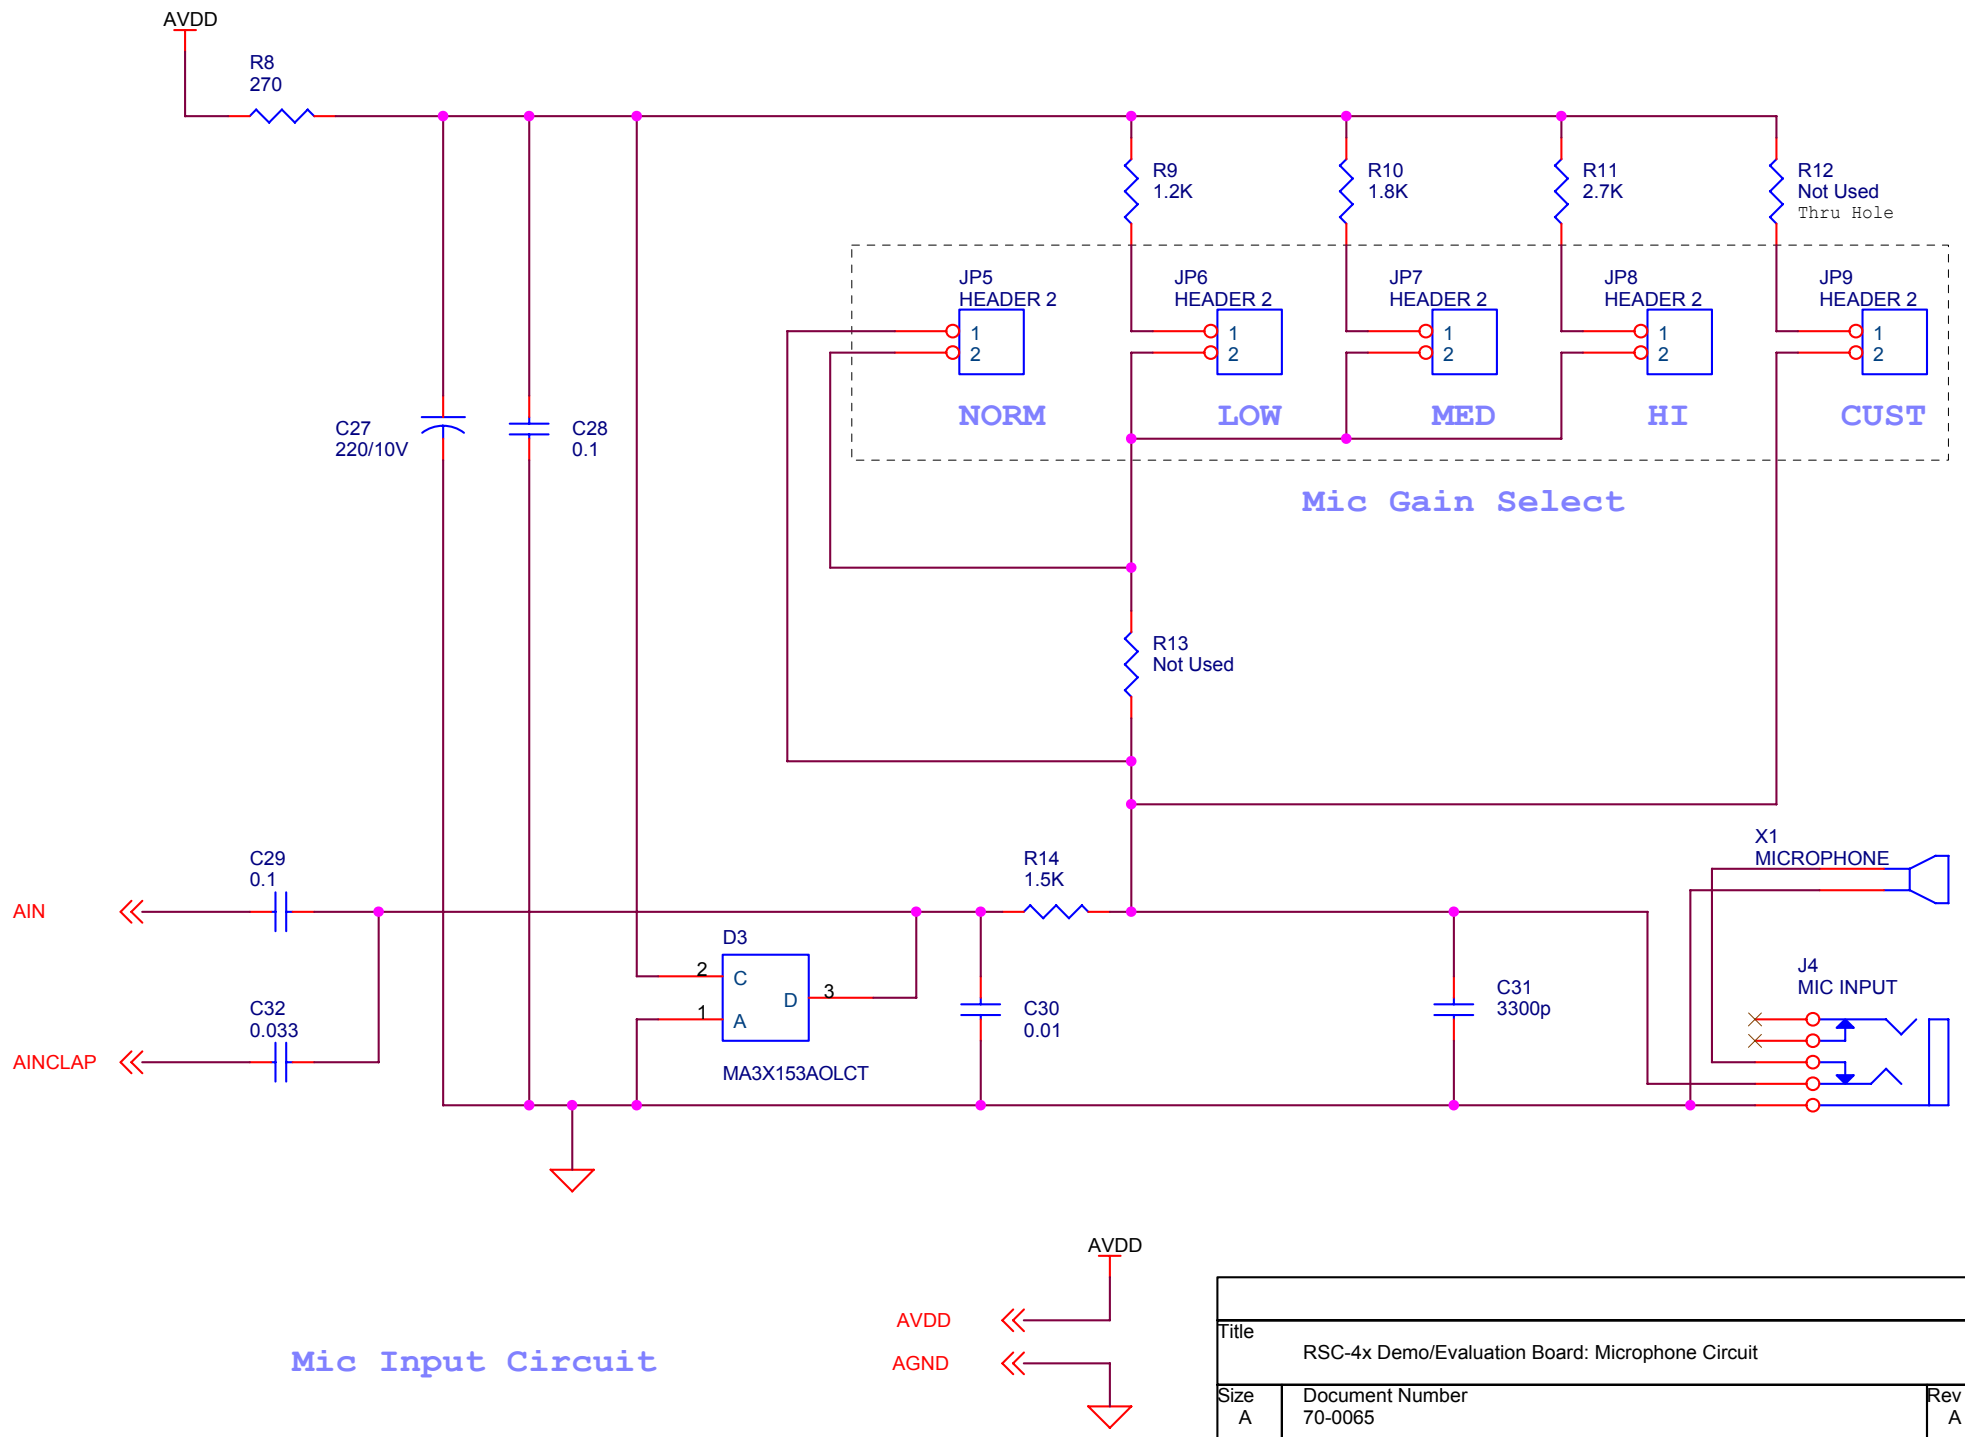 AVDD
R8
270
R9
1.2K
R10
1.8K
R11
2.7K
R12
Not Used
Thru Hole
JP5
HEADER 2
1
2
NORM
JP6
HEADER 2
1
2
LOW
JP7
HEADER 2
1
2
MED
JP8
HEADER 2
1
2
HI
JP9
HEADER 2
1
2
CUST
C27
220/10V
C28
0.1
Mic Gain Select
R13
Not Used
X1
MICROPHONE
C29
0.1
R14
1.5K
AIN
D3
2
C
D
3
1
A
MA3X153AOLCT
C30
0.01
C31
3300p
J4
MIC INPUT
C32
0.033
AINCLAP
AVDD
AVDD
AGND
Mic Input Circuit
Title
RSC-4x Demo/Evaluation Board: Microphone Circuit
Size
A
Document Number
70-0065
Rev
A